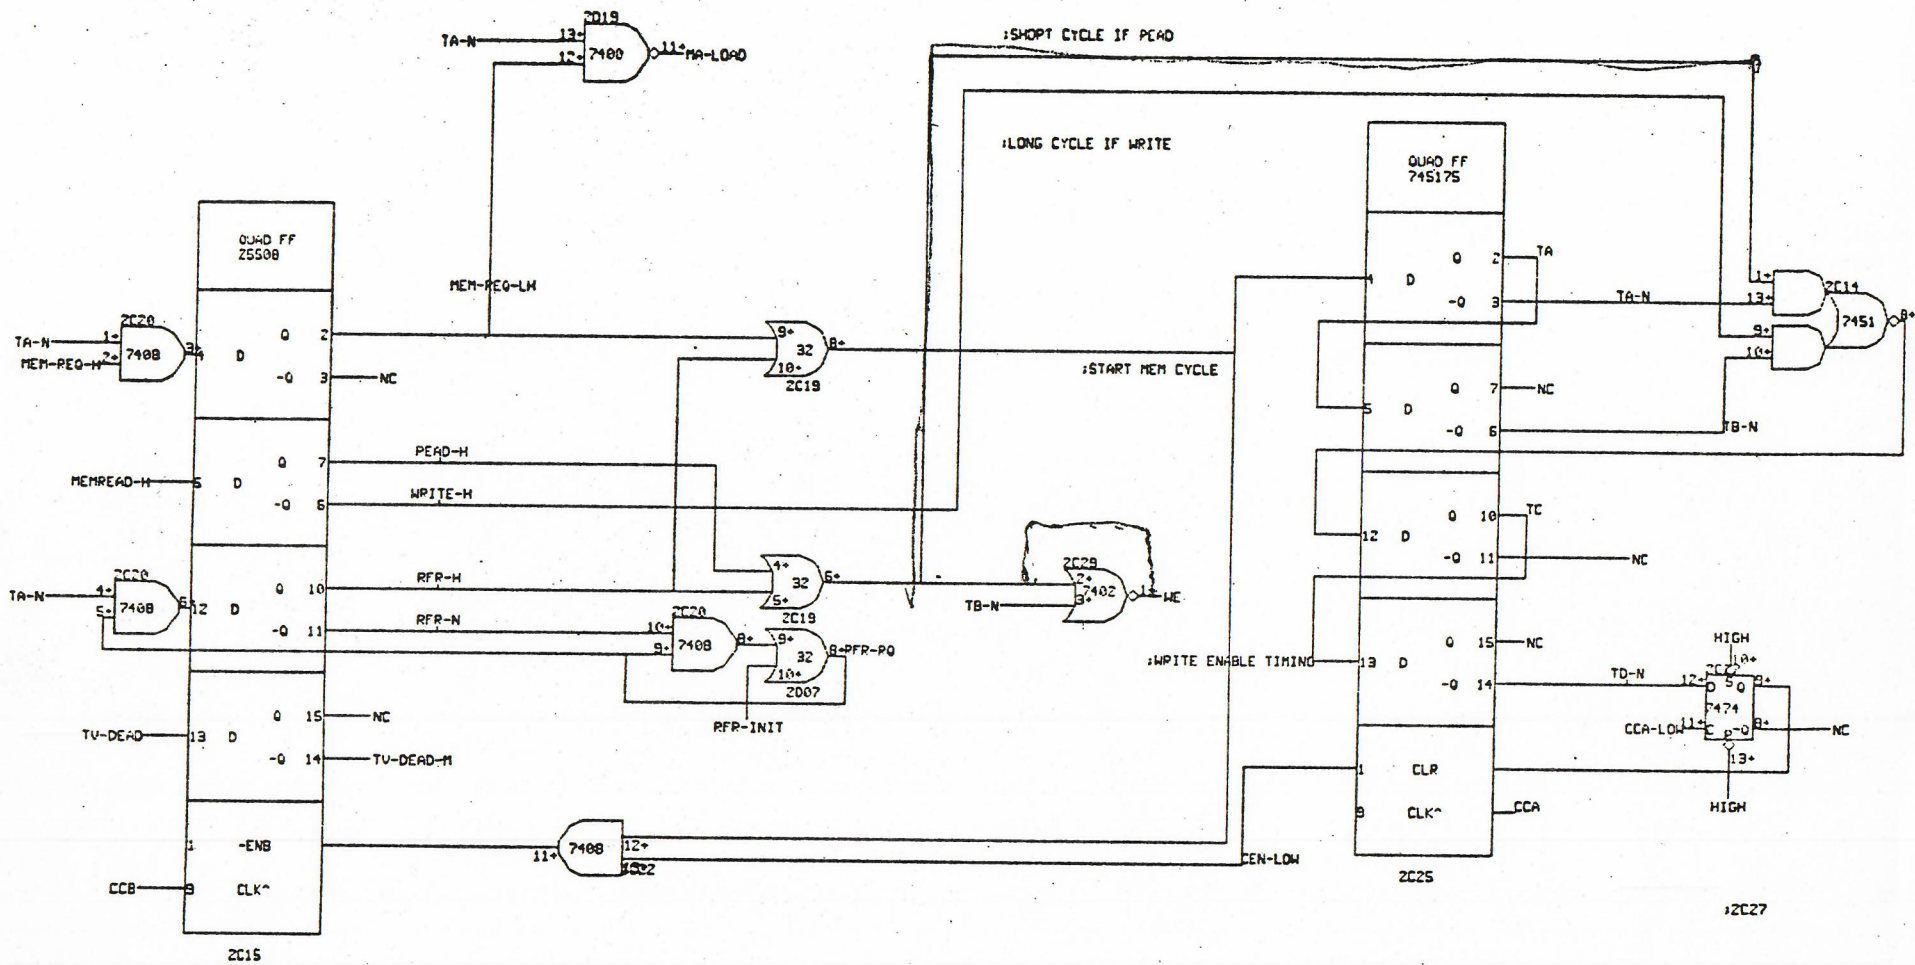 2D19
TA-N 13+
12+
7400
11+ MA-LOAD
;SHOPT CYCLE IF PEAD
;LONG CYCLE IF WRITE
QUAD FF
74S175
QUAD FF
25S08
MEM-REQ-LH
2C20
TA-N 1+
MEM-REQ-H 2+
7408
3+
4 D
Q 2
-Q 3 NC
9+
10+
32
8+
2C19
;START MEM CYCLE
4 D
Q 2 TA
-Q 3 TA-N
1+
13+
2C14
9+
10+
7451
8+
5 D
Q 7 NC
-Q 6 TB-N
MEMREAD-H 5 D
Q 7 PEAD-H
-Q 6 WRITE-H
12 D
Q 10 TC
-Q 11 NC
2C20
TA-N 4+
5+
7408
6+
12 D
Q 10 RFR-H
-Q 11 RFR-N
4+
5+
32
6+
2C19
2C29
2+
TB-N 3+
7402
1+ WE
2C20
10+
9+
7408
8+
9+
10+
32
8+ PFR-RQ
2D07
RFR-INIT
;WRITE ENABLE TIMING 13 D
Q 15 NC
-Q 14 TD-N
HIGH
10+
12+ D S Q 9+
7474
CCA-LOW 11+ C P -Q 8+ NC
13+
HIGH
TV-DEAD 13 D
Q 15 NC
-Q 14 TV-DEAD-M
1 -ENB
CCB 9 CLK^
11+
7408
12+
CEN-LOW
1 CLR
9 CLK^ CCA
2C25
;2C27
2C15